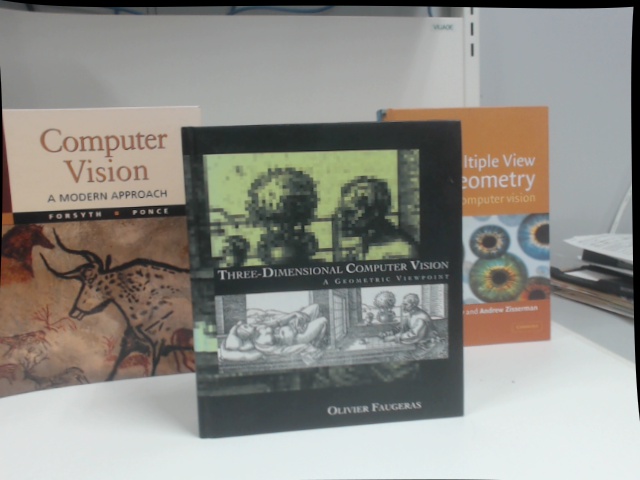 Computer
Vision
A MODERN APPROACH
FORSYTH PONCE
THREE-DIMENSIONAL COMPUTER VISION
A GEOMETRIC VIEWPOINT
OLIVIER FAUGERAS
ltiple View
eometry
omputer vision
and Andrew Zisserman